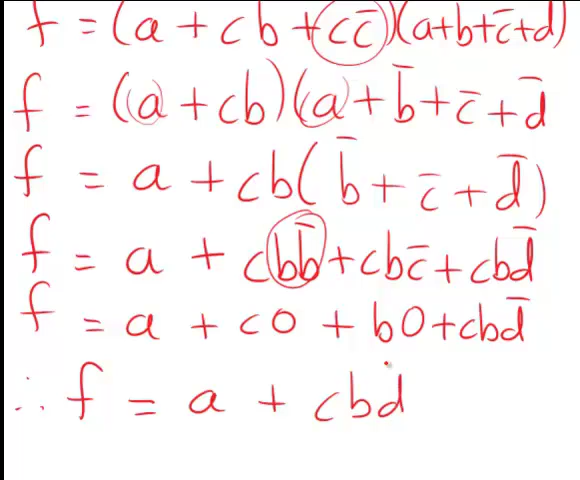 f = (a + cb + cc̄)(a+b+c̄+d)
f = (a + cb)(a + b̄ + c̄ + d̄
f = a + cb(b̄ + c̄ + d̄)
f = a + cbb̄ + cbc̄ + cbd̄
f = a + c0 + b0 + cbd̄
∴ f = a + cbd